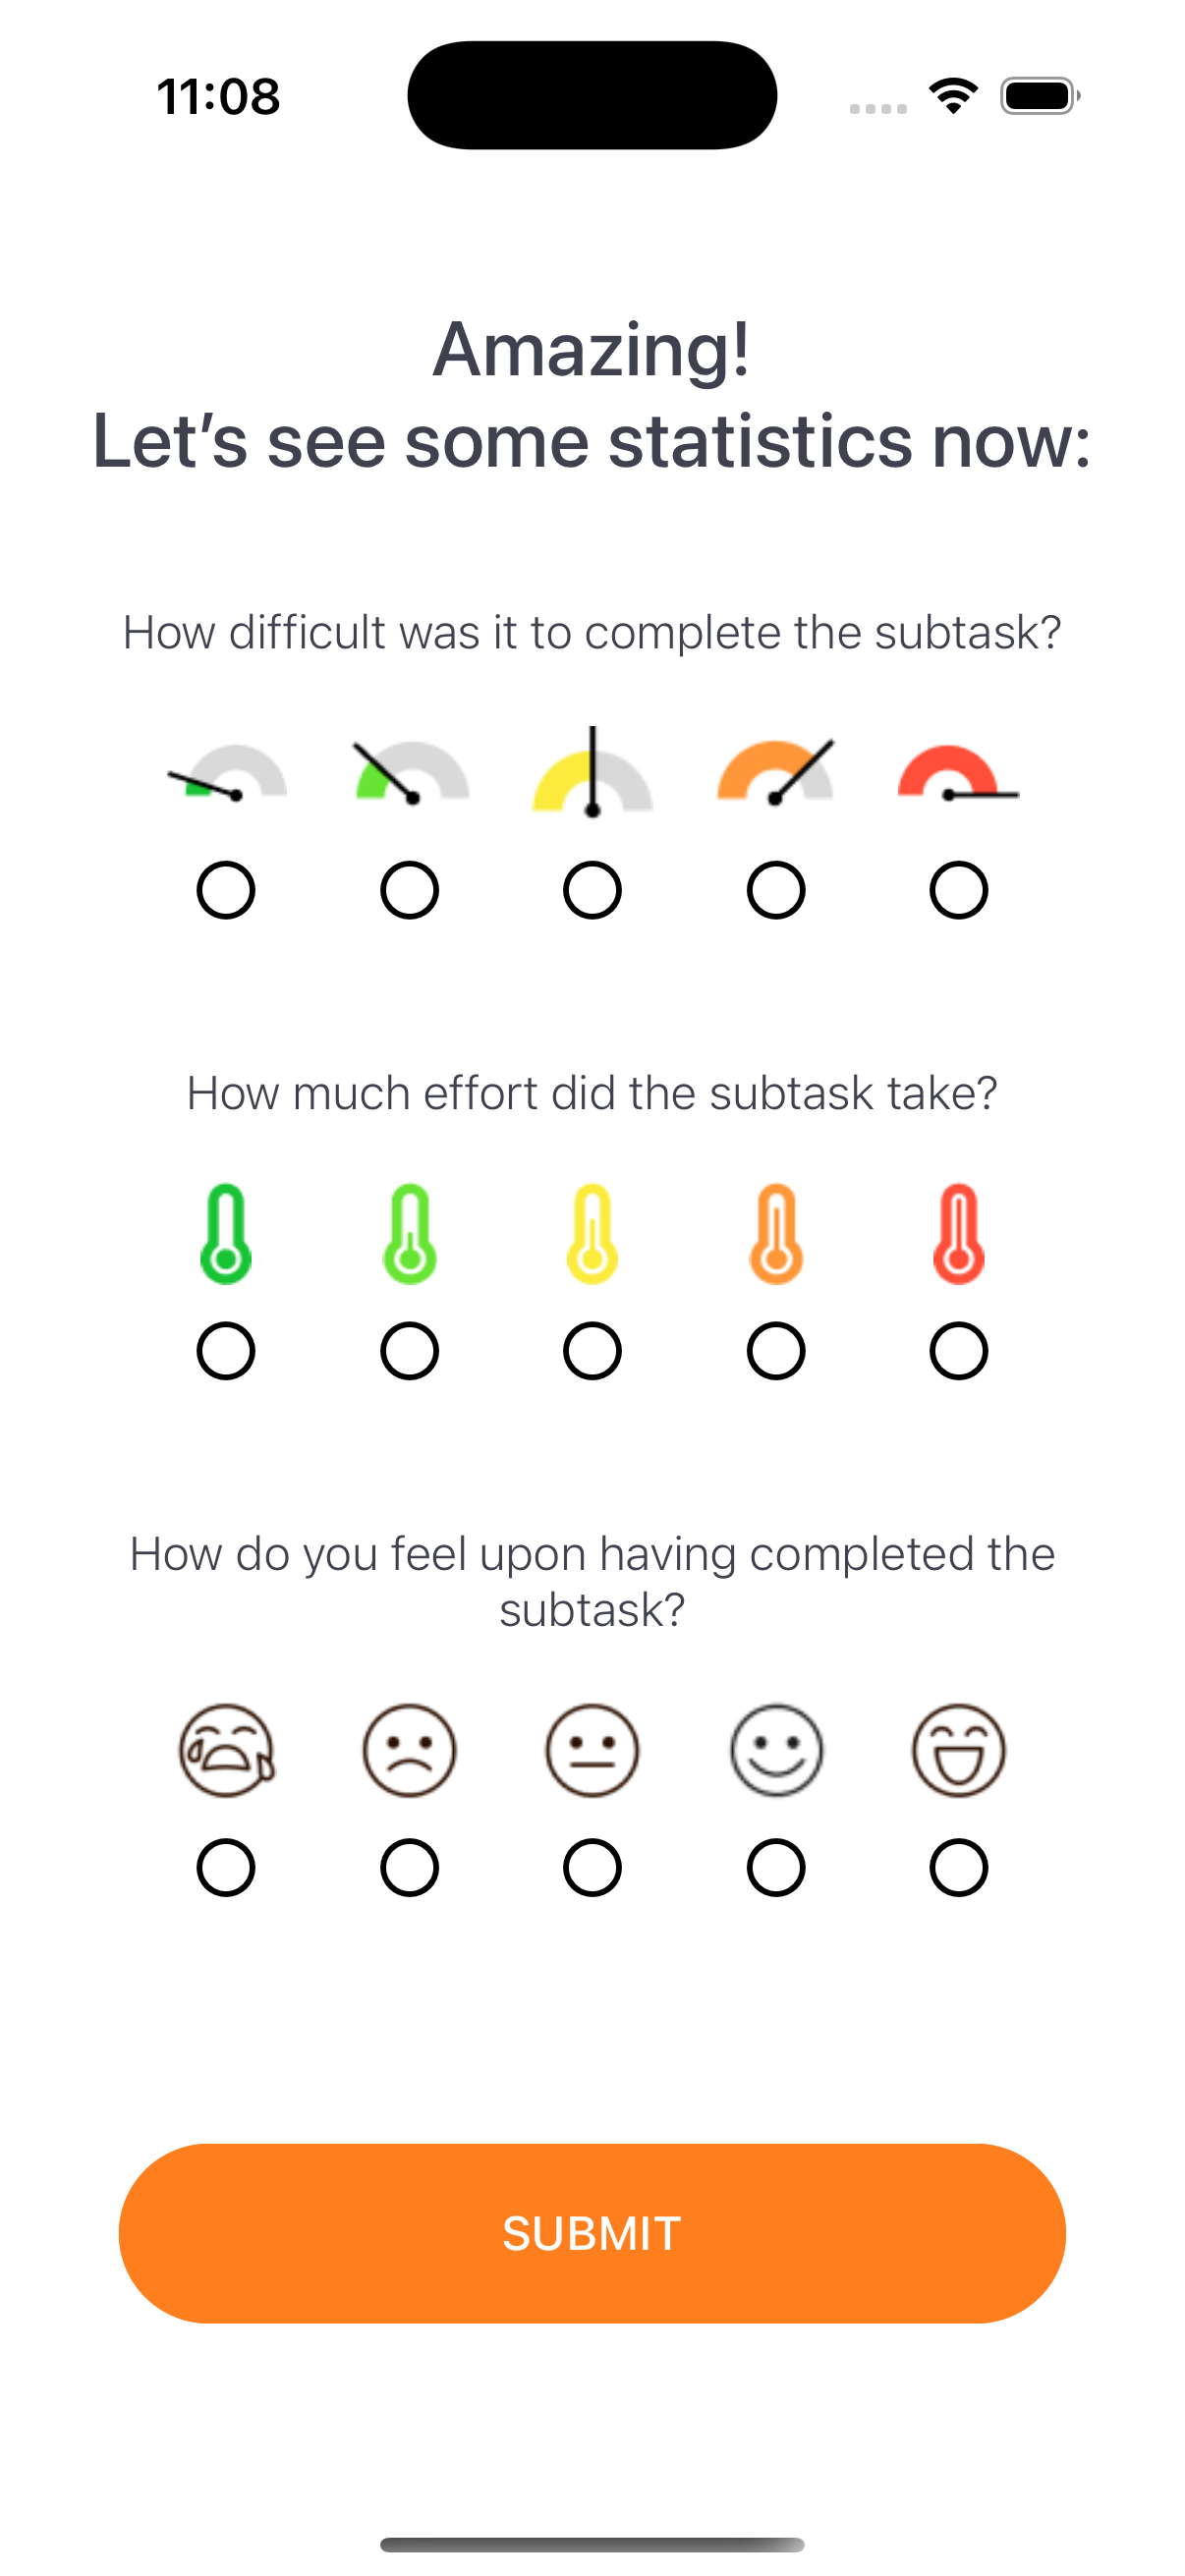 11:08
Amazing!
Let’s see some statistics now:
How difficult was it to complete the subtask?
How much effort did the subtask take?
How do you feel upon having completed the
subtask?
SUBMIT